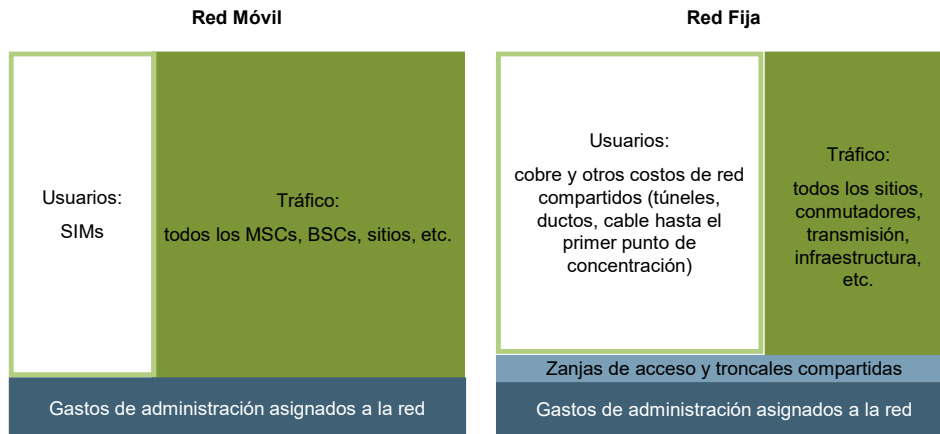 Red Móvil
Usuarios:
SIMs
Tráfico:
todos los MSCs, BSCs, sitios, etc.
Gastos de administración asignados a la red
Red Fija
Usuarios:
cobre y otros costos de red
compartidos (túneles,
ductos, cable hasta el
primer punto de
concentración)
Tráfico:
todos los sitios,
conmutadores,
transmisión,
infraestructura,
etc.
Zanjas de acceso y troncales compartidas
Gastos de administración asignados a la red